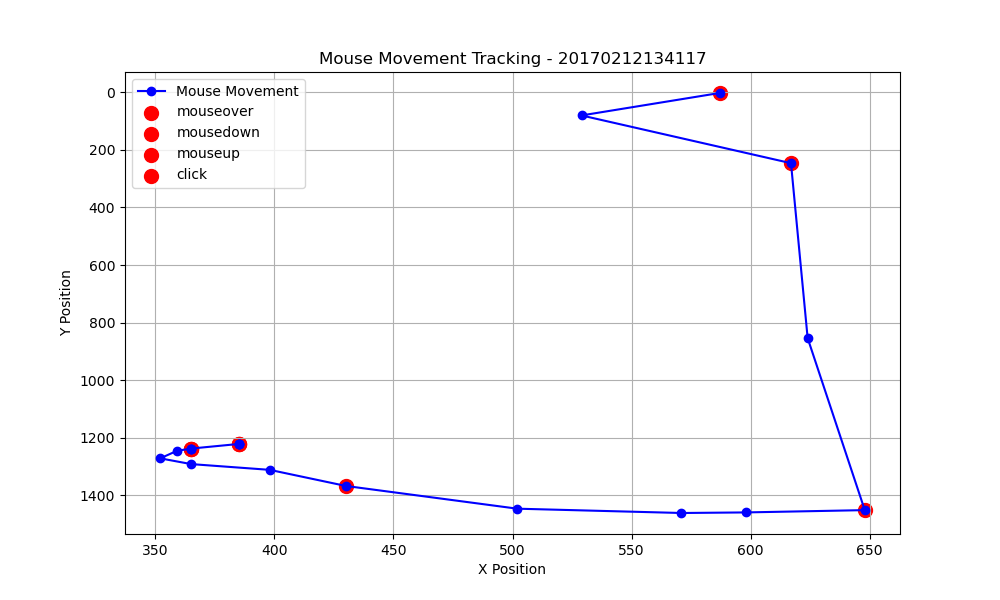 Mouse Movement Tracking - 20170212134117
Mouse Movement
mouseover
mousedown
mouseup
click
0
200
400
600
800
1000
1200
1400
Y Position
350
400
450
500
550
600
650
X Position